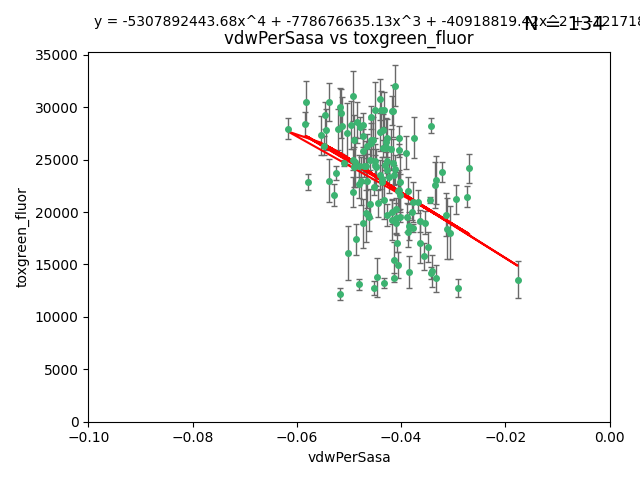 y = -5307892443.68x^4 + -778676635.13x^3 + -40918819.42x^2 + -121718
N = 134
vdwPerSasa vs toxgreen_fluor
35000
30000
25000
20000
15000
10000
5000
0
toxgreen_fluor
−0.10 −0.08 −0.06 −0.04 −0.02 0.00
vdwPerSasa